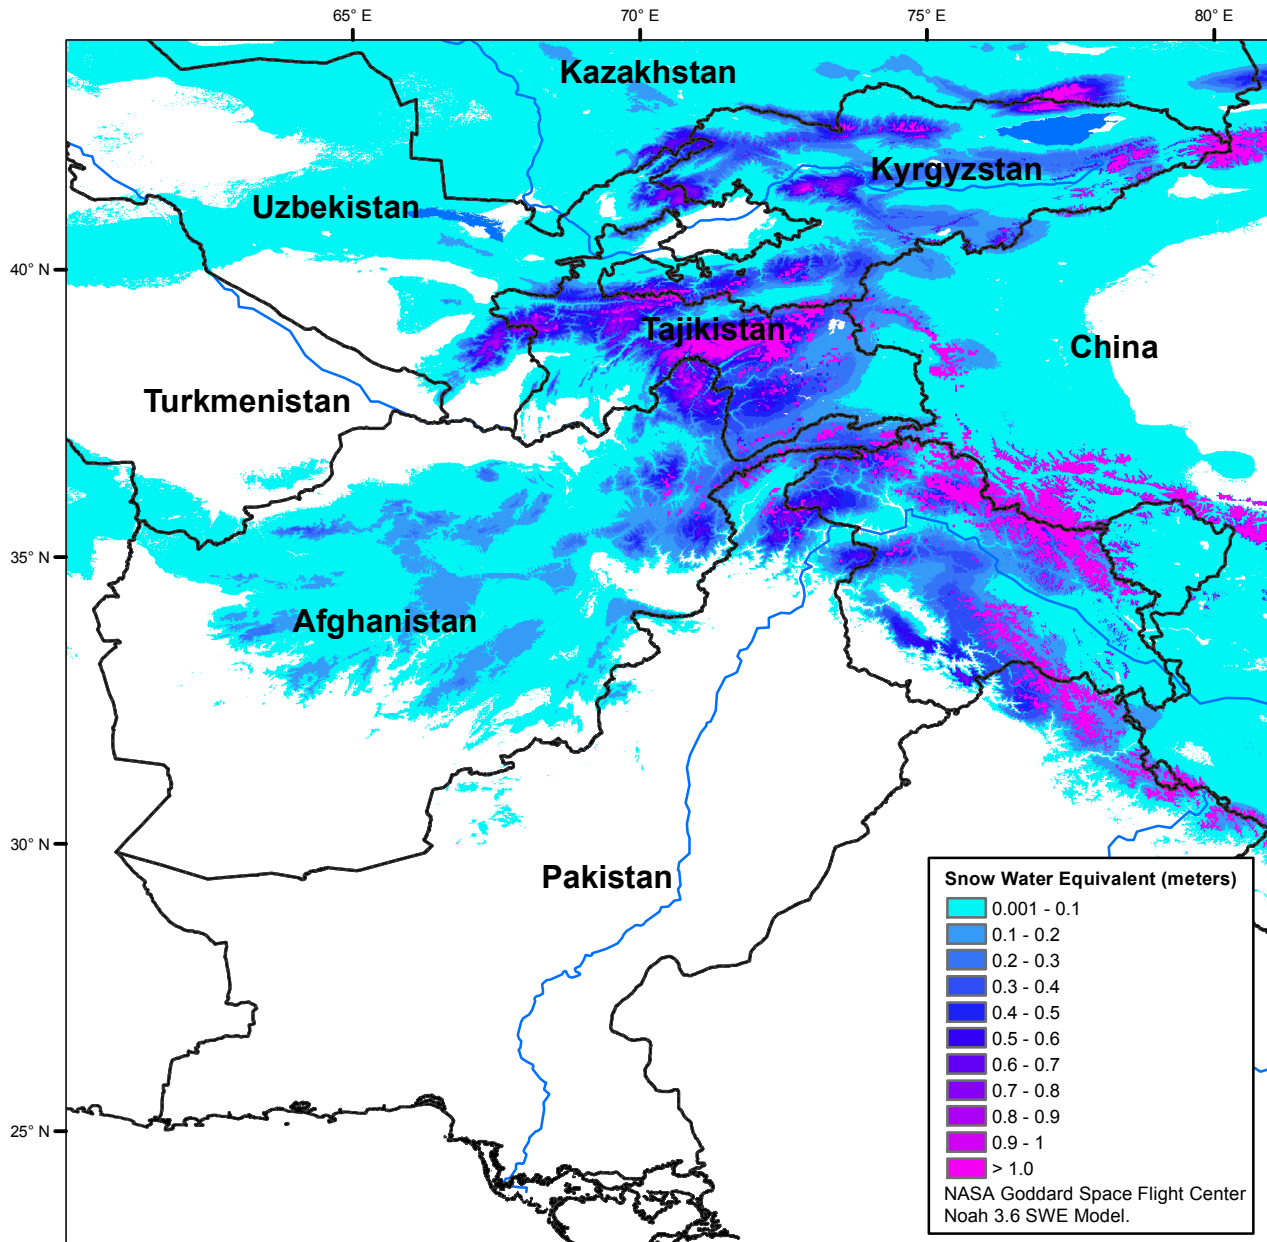 65° E
70° E
75° E
80° E
Kazakhstan
Kyrgyzstan
Uzbekistan
40° N
Tajikistan
China
Turkmenistan
35° N
Afghanistan
30° N
Pakistan
25° N
Snow Water Equivalent (meters)
0.001 - 0.1
0.1 - 0.2
0.2 - 0.3
0.3 - 0.4
0.4 - 0.5
0.5 - 0.6
0.6 - 0.7
0.7 - 0.8
0.8 - 0.9
0.9 - 1
> 1.0
NASA Goddard Space Flight Center
Noah 3.6 SWE Model.